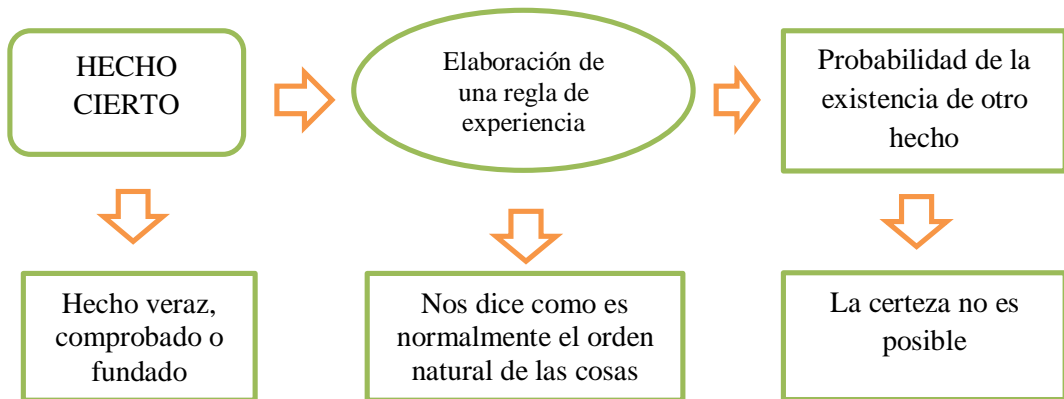 HECHO
CIERTO
Elaboración de
una regla de
experiencia
Probabilidad de la
existencia de otro
hecho
Hecho veraz,
comprobado o
fundado
Nos dice como es
normalmente el orden
natural de las cosas
La certeza no es
posible